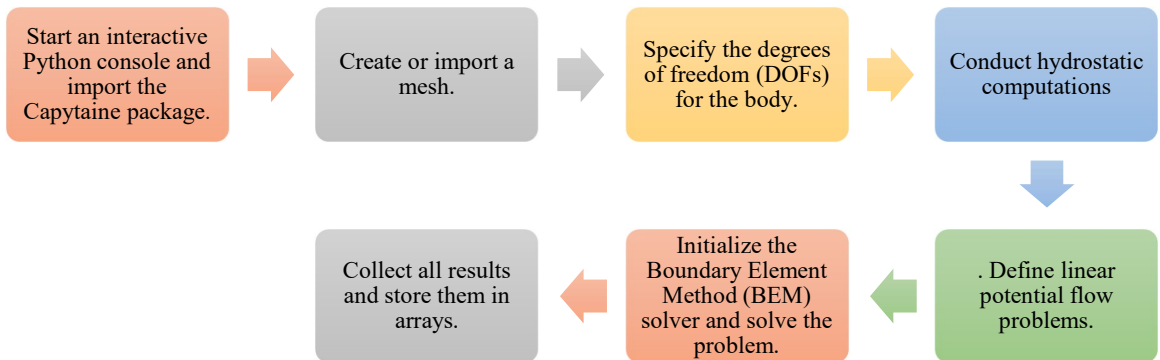 Start an interactive
Python console and
import the
Capytaine package.
Create or import a
mesh.
Specify the degrees
of freedom (DOFs)
for the body.
Conduct hydrostatic
computations
. Define linear
potential flow
problems.
Initialize the
Boundary Element
Method (BEM)
solver and solve the
problem.
Collect all results
and store them in
arrays.